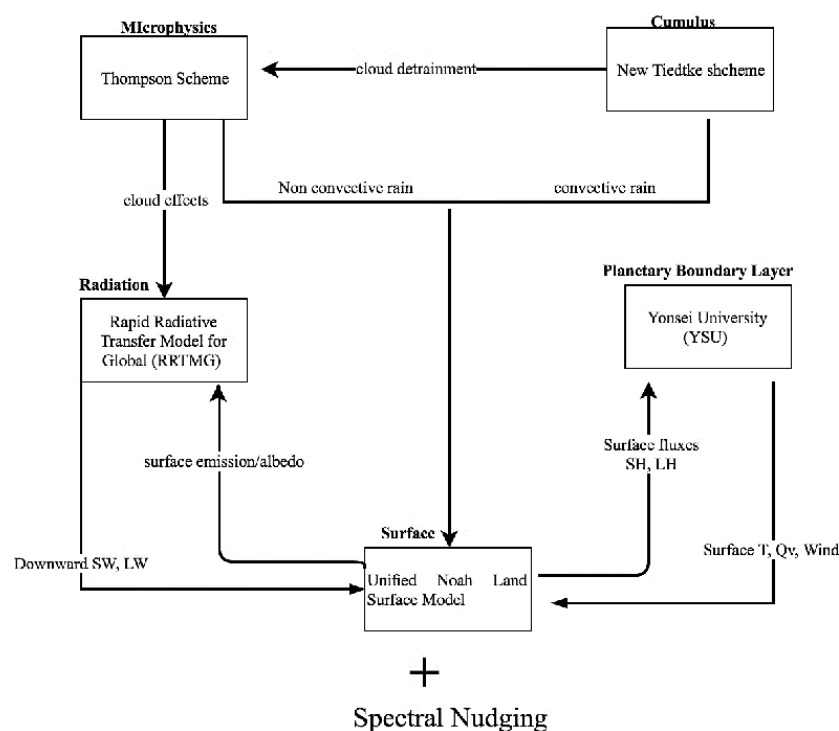 MIcrophysics
Cumulus
Thompson Scheme
cloud detrainment
New Tiedtke shcheme
Non convective rain
convective rain
cloud effects
Radiation
Planetary Boundary Layer
Rapid Radiative
Transfer Model for
Global (RRTMG)
Yonsei University
(YSU)
surface emission/albedo
Surface fluxes
SH, LH
Surface
Downward SW, LW
Surface T, Qv, Wind
Unified Noah Land
Surface Model
+
Spectral Nudging